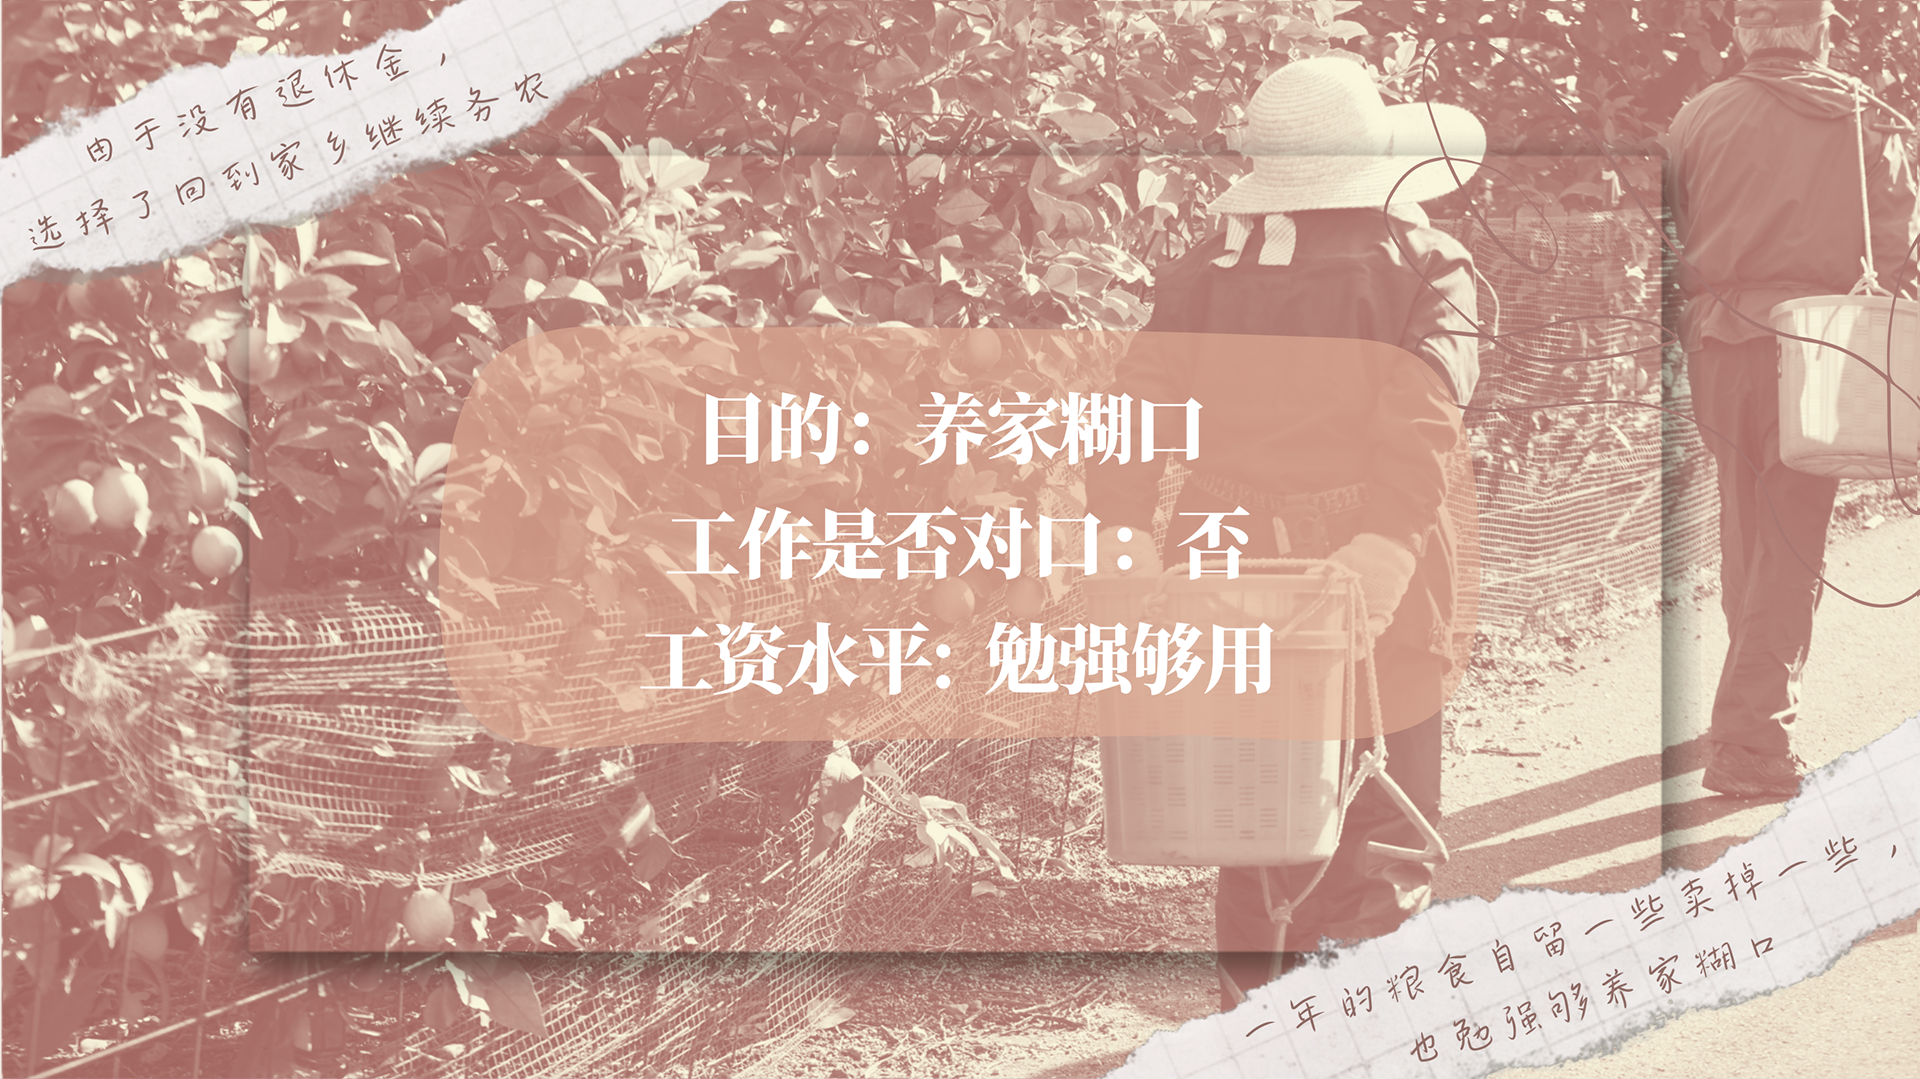 由于没有退休金，
选择了回到家乡继续务农
目的：养家糊口
工作是否对口：否
工资水平：勉强够用
一年的粮食自留一些卖掉一些，
也勉强够养家糊口